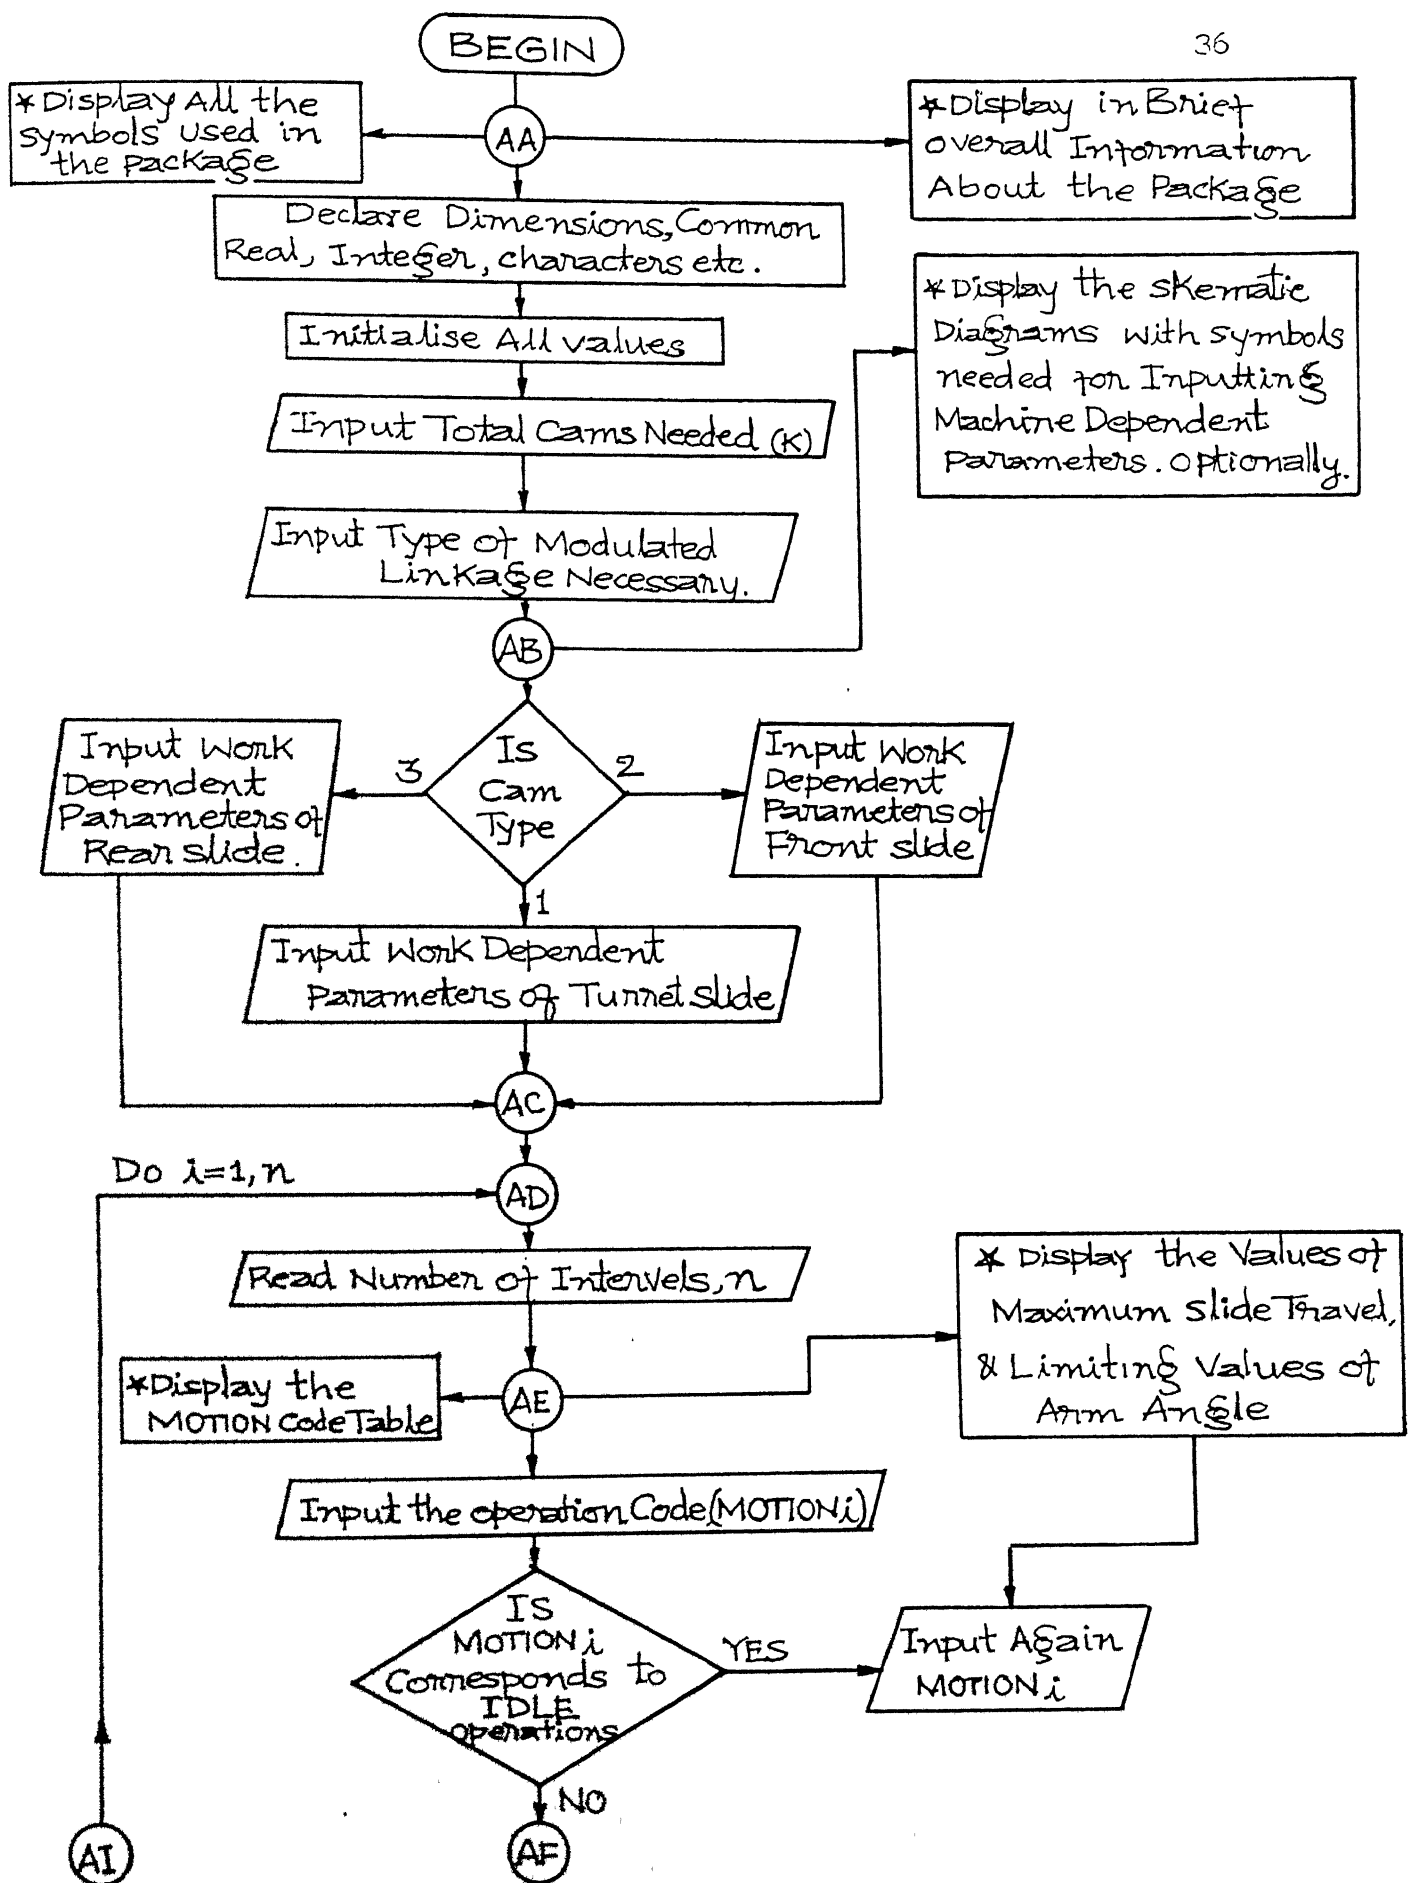 36
BEGIN
* Display All the
symbols used in
the package
AA
* Display in Brief
overall Information
About the Package
Declare Dimensions, Common
Real, Integer, characters etc.
Initialise All values
* Display the skematic
Diagrams with symbols
needed for Inputting
Machine Dependent
Parameters. optionally.
Input Total Cams Needed (K)
Input Type of Modulated
Linkage Necessary.
AB
Is
Cam
Type
3
2
1
Input Work
Dependent
Parameters of
Rear slide.
Input Work
Dependent
Parameters of
Front slide
Input Work Dependent
Parameters of Turret slide
AC
Do i=1, n
AD
Read Number of Intervels, n
* Display the Values of
Maximum slide Travel,
& Limiting values of
Arm Angle
* Display the
MOTION Code Table
AE
Input the operation Code (MOTION i)
IS
MOTION i
Corresponds to
IDLE
operations
YES
Input Again
MOTION i
NO
AI
AF